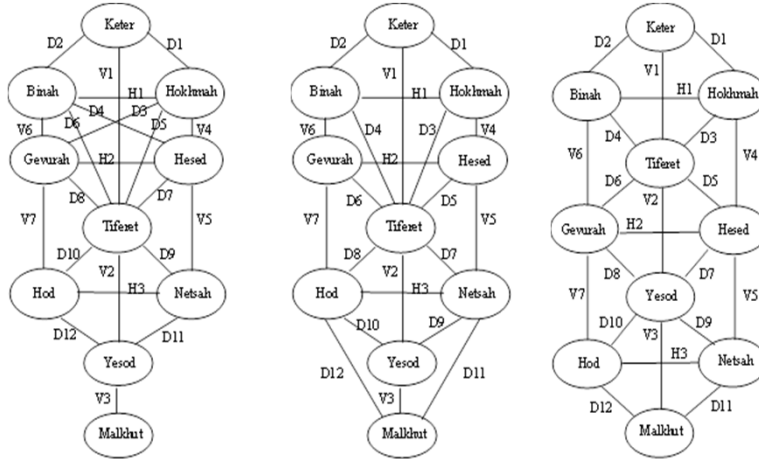 Keter
D2
D1
V1
Binah
H1
Hokhmah
D4
D3
V6
D6
D5
V4
Gevurah
H2
Hesed
D8
D7
V7
Tiferet
V5
D10
V2
D9
Hod
H3
Netsah
D12
D11
Yesod
V3
Malkhut
Keter
D2
D1
V1
Binah
H1
Hokhmah
V6
D4
D3
V4
Gevurah
H2
Hesed
D6
D5
V7
Tiferet
V5
D8
V2
D7
Hod
H3
Netsah
D10
D9
Yesod
D12
D11
V3
Malkhut
Keter
D2
D1
V1
Binah
H1
Hokhmah
D4
D3
V6
Tiferet
V4
D6
V2
D5
Gevurah
H2
Hesed
D8
D7
V7
Yesod
V5
D10
V3
D9
Hod
H3
Netsah
D12
D11
Malkhut